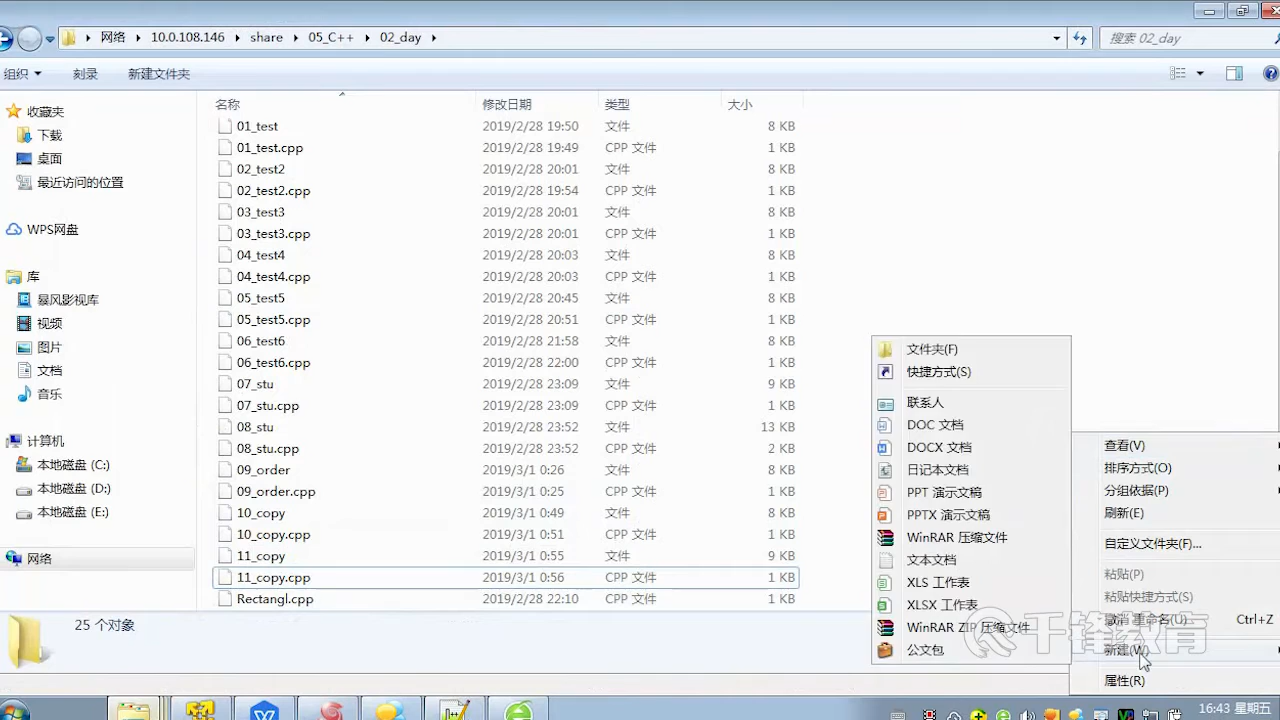 网络 10.0.108.146 share 05_C++ 02_day
搜索 02_day
组织 刻录 新建文件夹
收藏夹
下载
桌面
最近访问的位置
WPS网盘
库
暴风影视库
视频
图片
文档
音乐
计算机
本地磁盘 (C:)
本地磁盘 (D:)
本地磁盘 (E:)
网络
名称 修改日期 类型 大小
01_test 2019/2/28 19:50 文件 8 KB
01_test.cpp 2019/2/28 19:49 CPP 文件 1 KB
02_test2 2019/2/28 20:01 文件 8 KB
02_test2.cpp 2019/2/28 19:54 CPP 文件 1 KB
03_test3 2019/2/28 20:01 文件 8 KB
03_test3.cpp 2019/2/28 20:01 CPP 文件 1 KB
04_test4 2019/2/28 20:03 文件 8 KB
04_test4.cpp 2019/2/28 20:03 CPP 文件 1 KB
05_test5 2019/2/28 20:45 文件 8 KB
05_test5.cpp 2019/2/28 20:51 CPP 文件 1 KB
06_test6 2019/2/28 21:58 文件 8 KB
06_test6.cpp 2019/2/28 22:00 CPP 文件 1 KB
07_stu 2019/2/28 23:09 文件 9 KB
07_stu.cpp 2019/2/28 23:09 CPP 文件 1 KB
08_stu 2019/2/28 23:52 文件 13 KB
08_stu.cpp 2019/2/28 23:52 CPP 文件 2 KB
09_order 2019/3/1 0:26 文件 8 KB
09_order.cpp 2019/3/1 0:25 CPP 文件 1 KB
10_copy 2019/3/1 0:49 文件 8 KB
10_copy.cpp 2019/3/1 0:51 CPP 文件 1 KB
11_copy 2019/3/1 0:55 文件 9 KB
11_copy.cpp 2019/3/1 0:56 CPP 文件 1 KB
Rectangl.cpp 2019/2/28 22:10 CPP 文件 1 KB
25 个对象
文件夹(F)
快捷方式(S)
联系人
DOC 文档
DOCX 文档
日记本文档
PPT 演示文稿
PPTX 演示文稿
WinRAR 压缩文件
文本文档
XLS 工作表
XLSX 工作表
WinRAR ZIP 压缩文件
公文包
查看(V)
排序方式(O)
分组依据(P)
刷新(E)
自定义文件夹(F)...
粘贴(P)
粘贴快捷方式(S)
撤消 重命名(U) Ctrl+Z
新建(W)
属性(R)
千锋教育
16:43 星期五